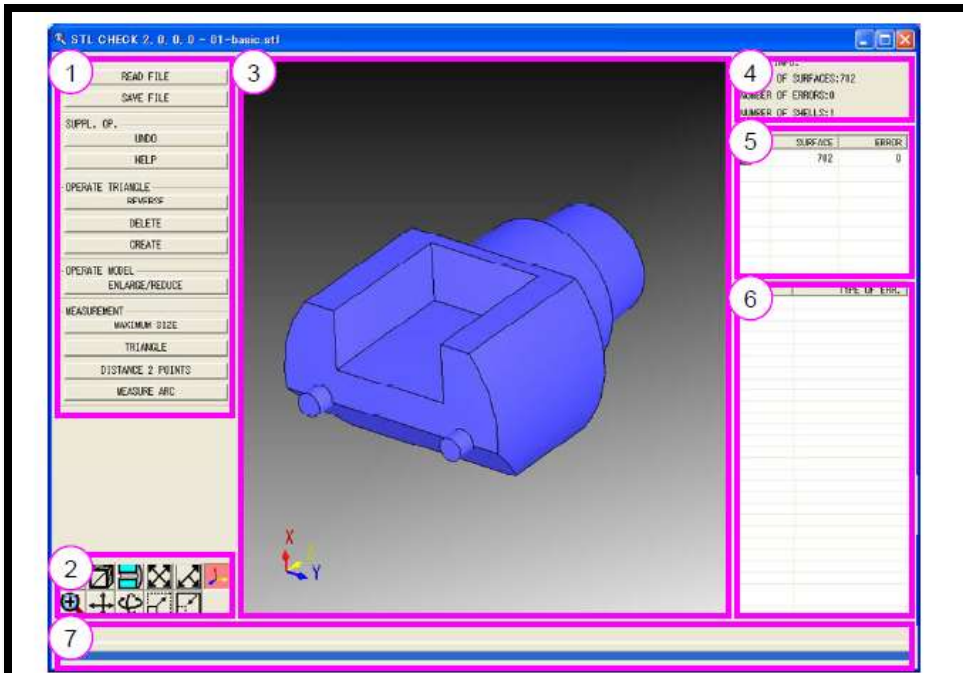 STL CHECK 2, 0, 0, 0 - 01-basic.stl
1
READ FILE
SAVE FILE
SUPPL. OP.
UNDO
HELP
OPERATE TRIANGLE
REVERSE
DELETE
CREATE
OPERATE MODEL
ENLARGE/REDUCE
MEASUREMENT
MAXIMUM SIZE
TRIANGLE
DISTANCE 2 POINTS
MEASURE ARC
2
3
X
Y
4
INFO.
OF SURFACES:702
NUMBER OF ERRORS:0
NUMBER OF SHELLS:1
5
SURFACE ERROR
702 0
6
TYPE OF ERR.
7